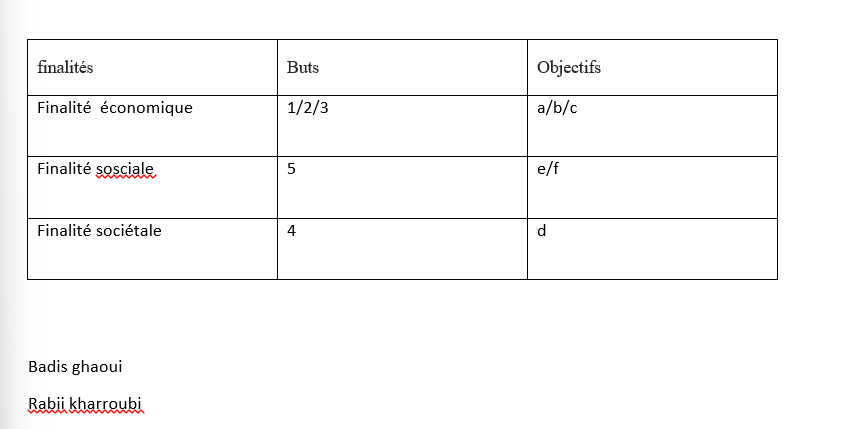 finalités Buts Objectifs
Finalité économique 1/2/3 a/b/c
Finalité sosciale 5 e/f
Finalité sociétale 4 d
Badis ghaoui
Rabii kharroubi